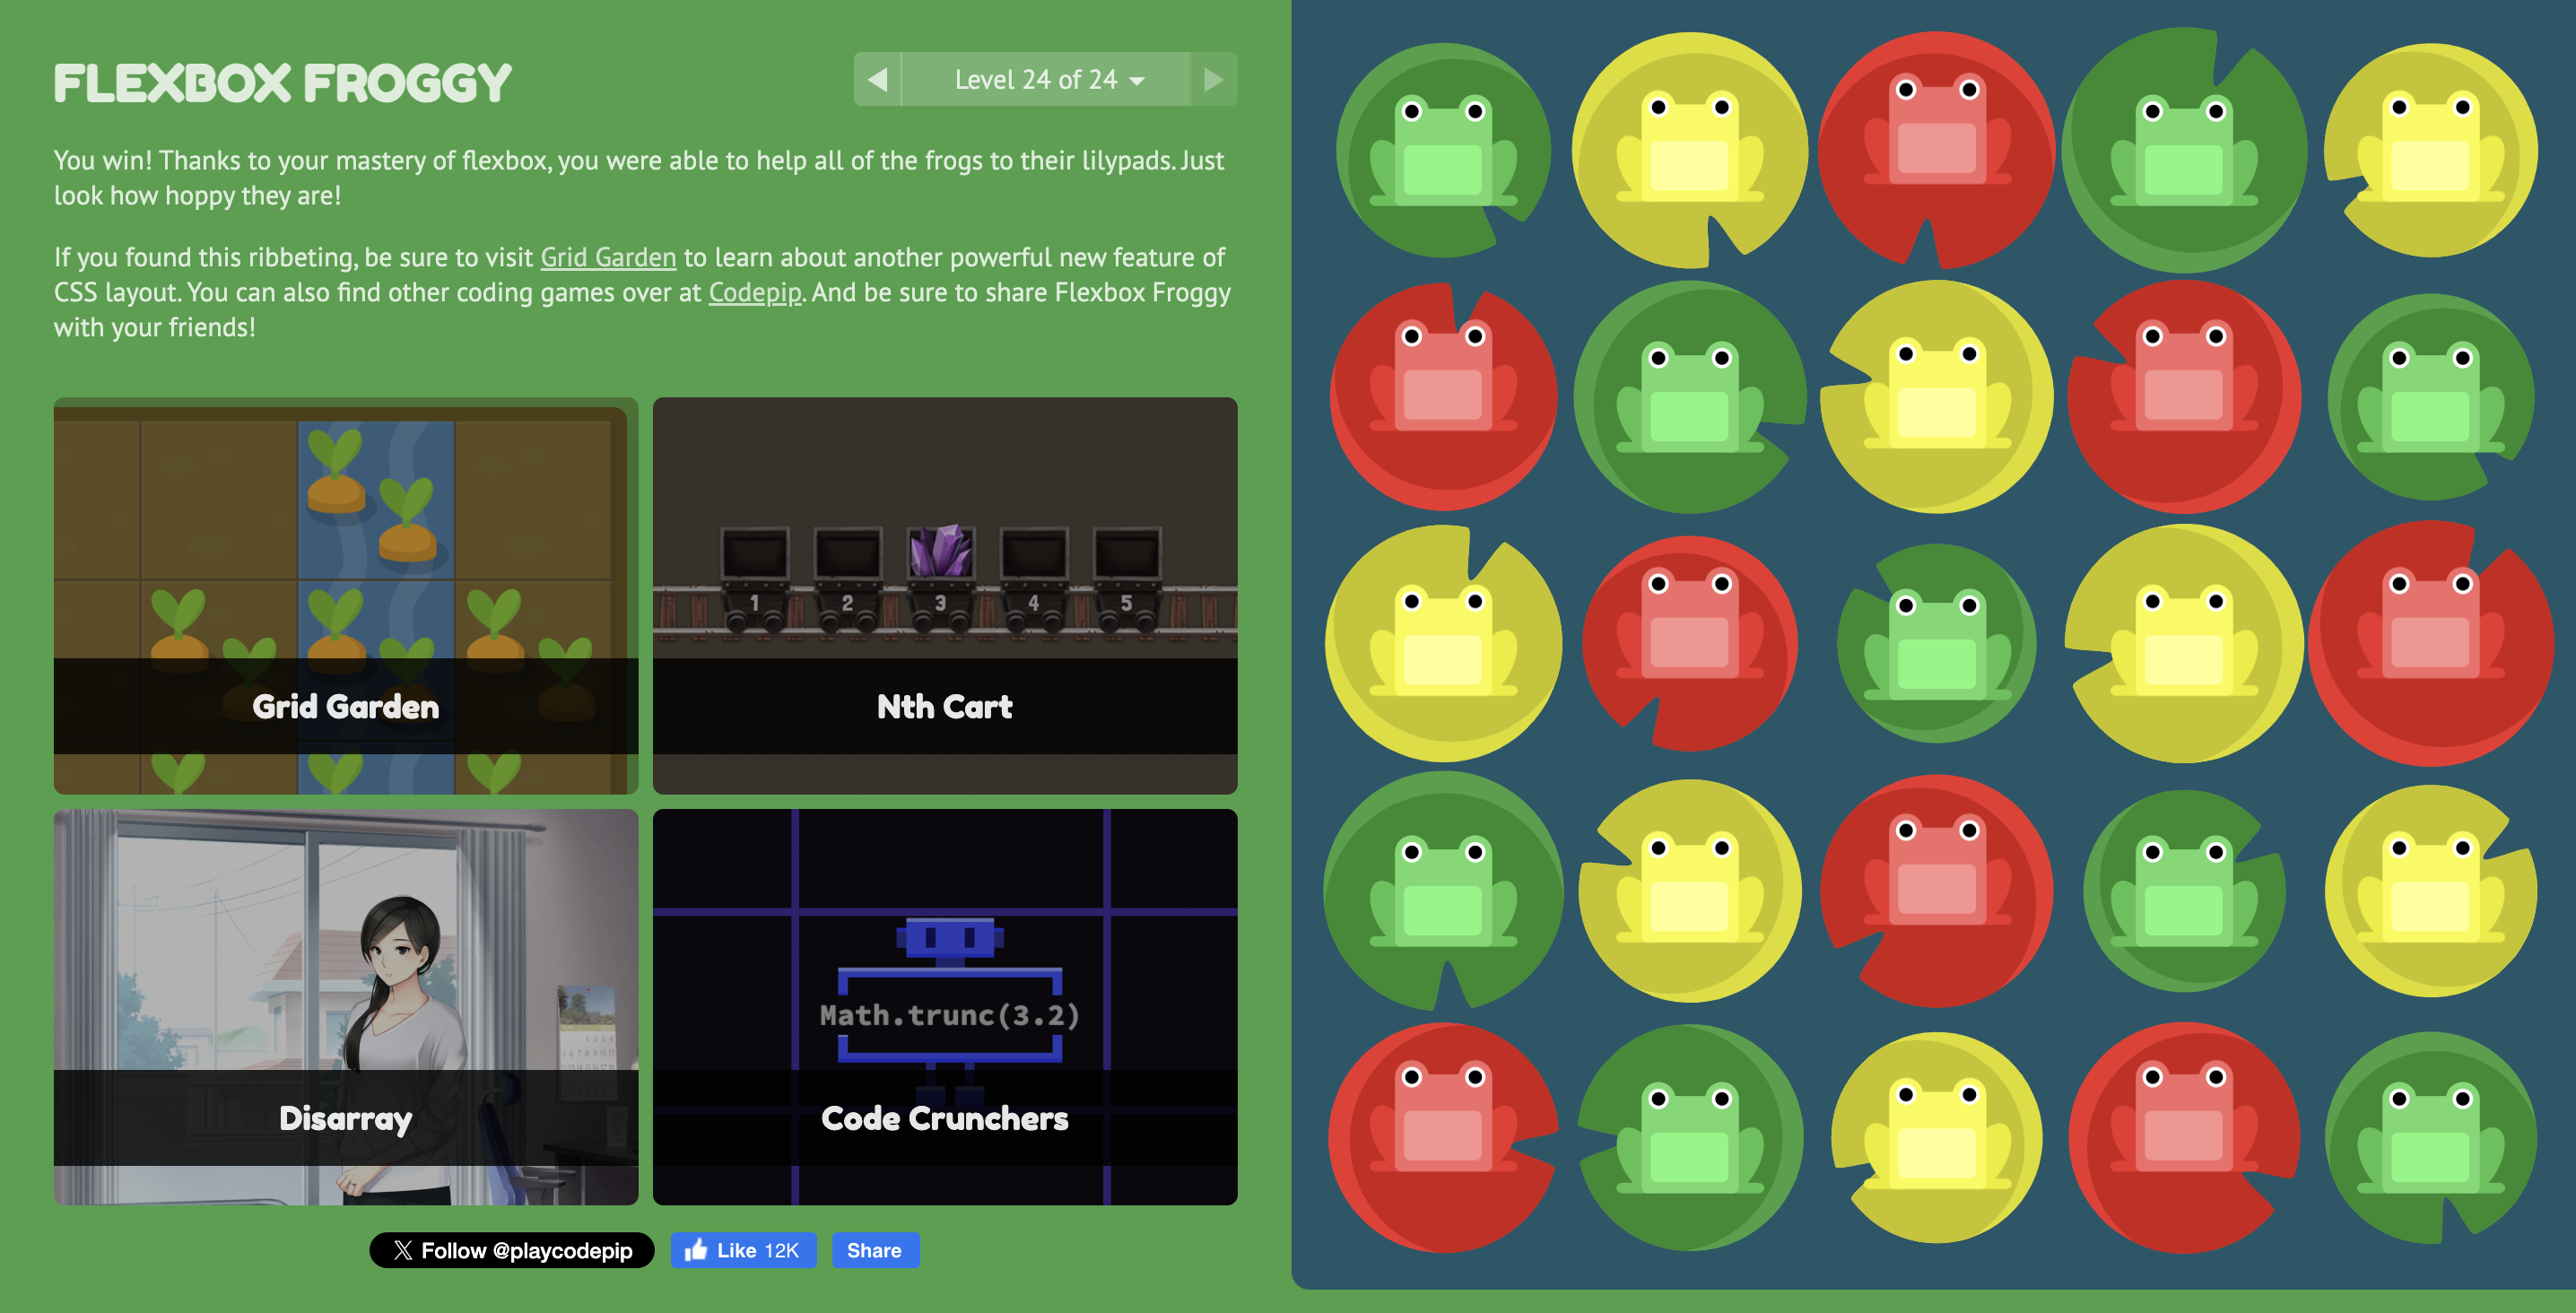 FLEXBOX FROGGY
Level 24 of 24
You win! Thanks to your mastery of flexbox, you were able to help all of the frogs to their lilypads. Just
look how hoppy they are!
If you found this ribbeting, be sure to visit Grid Garden to learn about another powerful new feature of
CSS layout. You can also find other coding games over at Codepip. And be sure to share Flexbox Froggy
with your friends!
1 2 3 4 5
Grid Garden
Nth Cart
Math.trunc(3.2)
Disarray
Code Crunchers
X Follow @playcodepip
Like 12K
Share